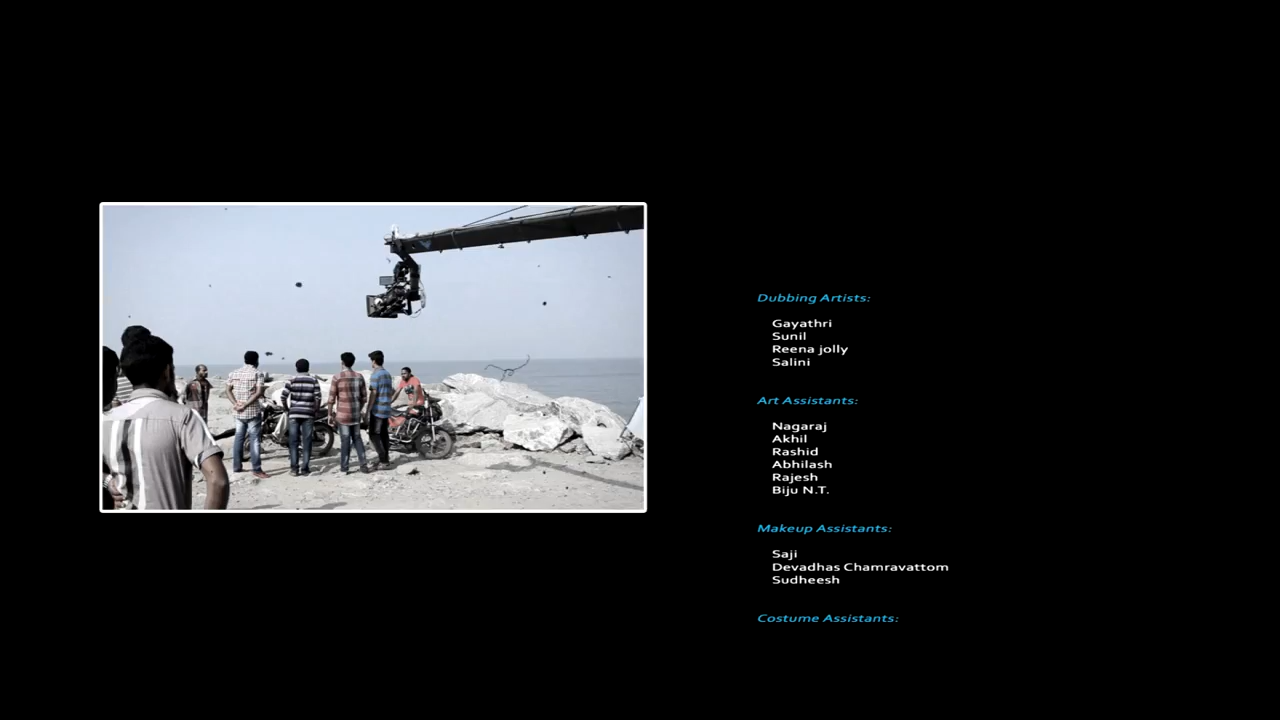 Dubbing Artists:
Gayathri
Sunil
Reena jolly
Salini
Art Assistants:
Nagaraj
Akhil
Rashid
Abhilash
Rajesh
Biju N.T.
Makeup Assistants:
Saji
Devadhas Chamravattom
Sudheesh
Costume Assistants: